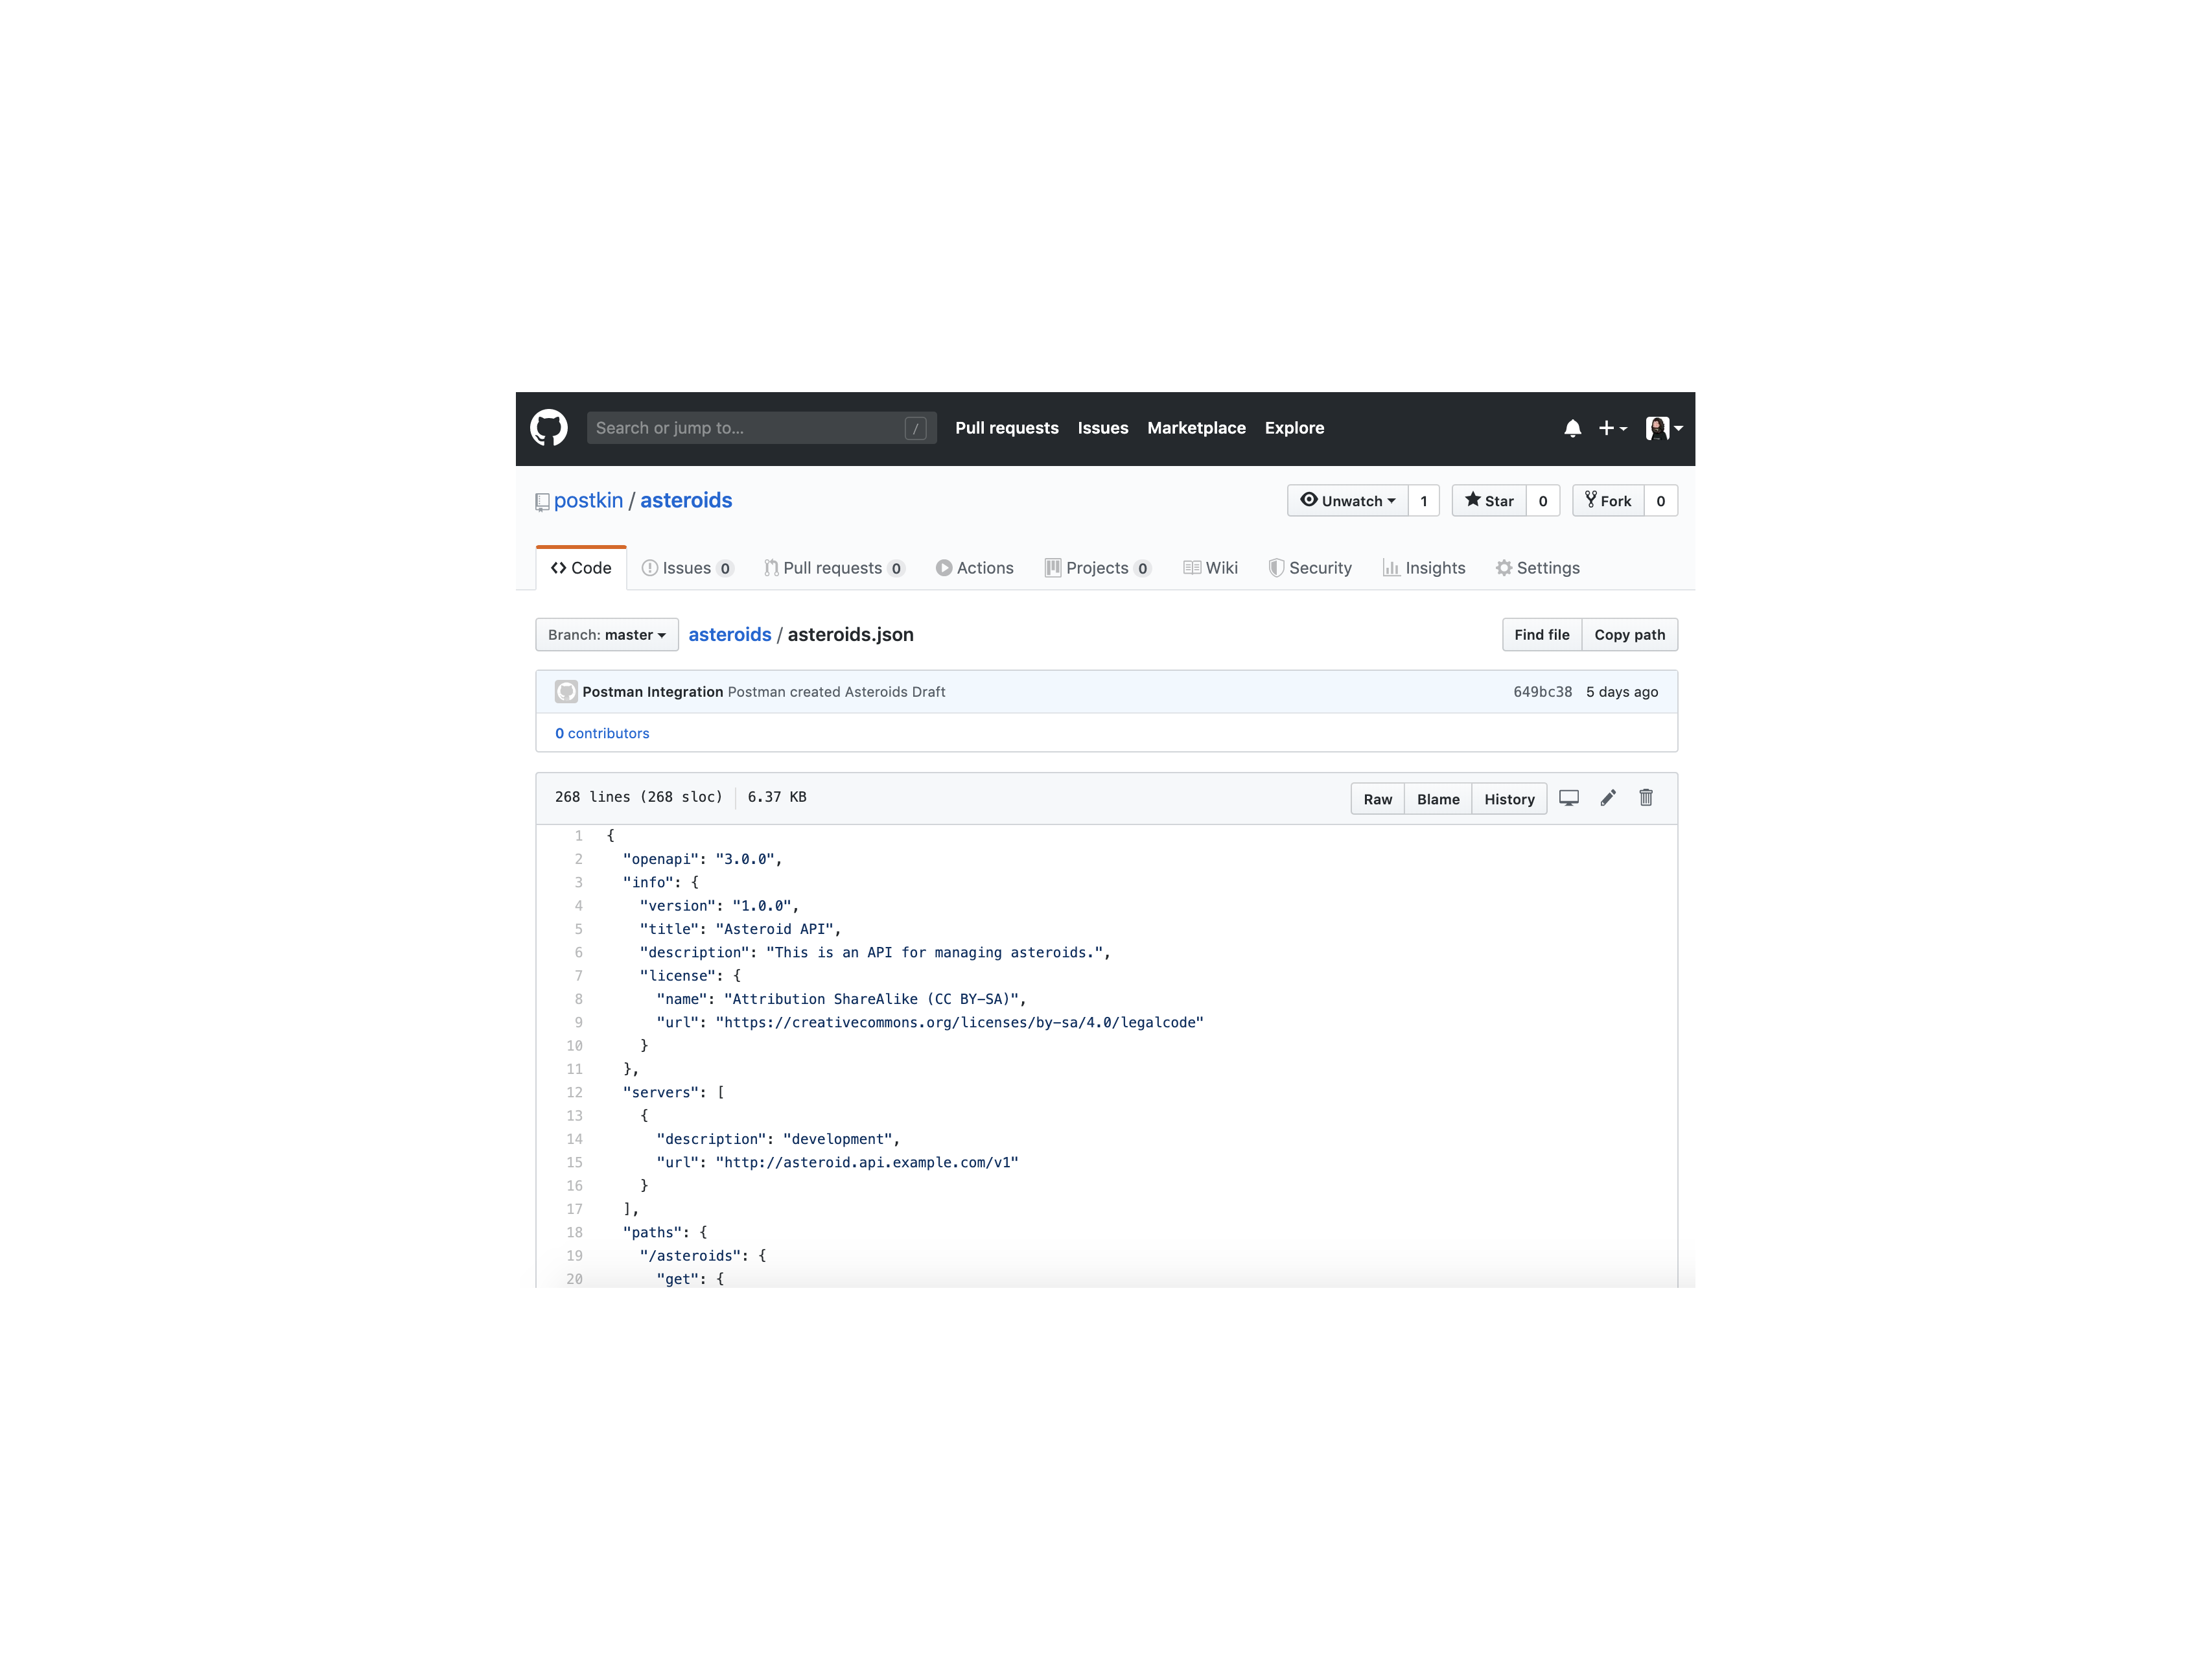 Search or jump to... / Pull requests Issues Marketplace Explore
postkin / asteroids Unwatch 1 Star 0 Fork 0
Code Issues 0 Pull requests 0 Actions Projects 0 Wiki Security Insights Settings
Branch: master asteroids / asteroids.json Find file Copy path
Postman Integration Postman created Asteroids Draft 649bc38 5 days ago
0 contributors
268 lines (268 sloc) 6.37 KB Raw Blame History
1 {
2 "openapi": "3.0.0",
3 "info": {
4 "version": "1.0.0",
5 "title": "Asteroid API",
6 "description": "This is an API for managing asteroids.",
7 "license": {
8 "name": "Attribution ShareAlike (CC BY-SA)",
9 "url": "https://creativecommons.org/licenses/by-sa/4.0/legalcode"
10 }
11 },
12 "servers": [
13 {
14 "description": "development",
15 "url": "http://asteroid.api.example.com/v1"
16 }
17 ],
18 "paths": {
19 "/asteroids": {
20 "get": {